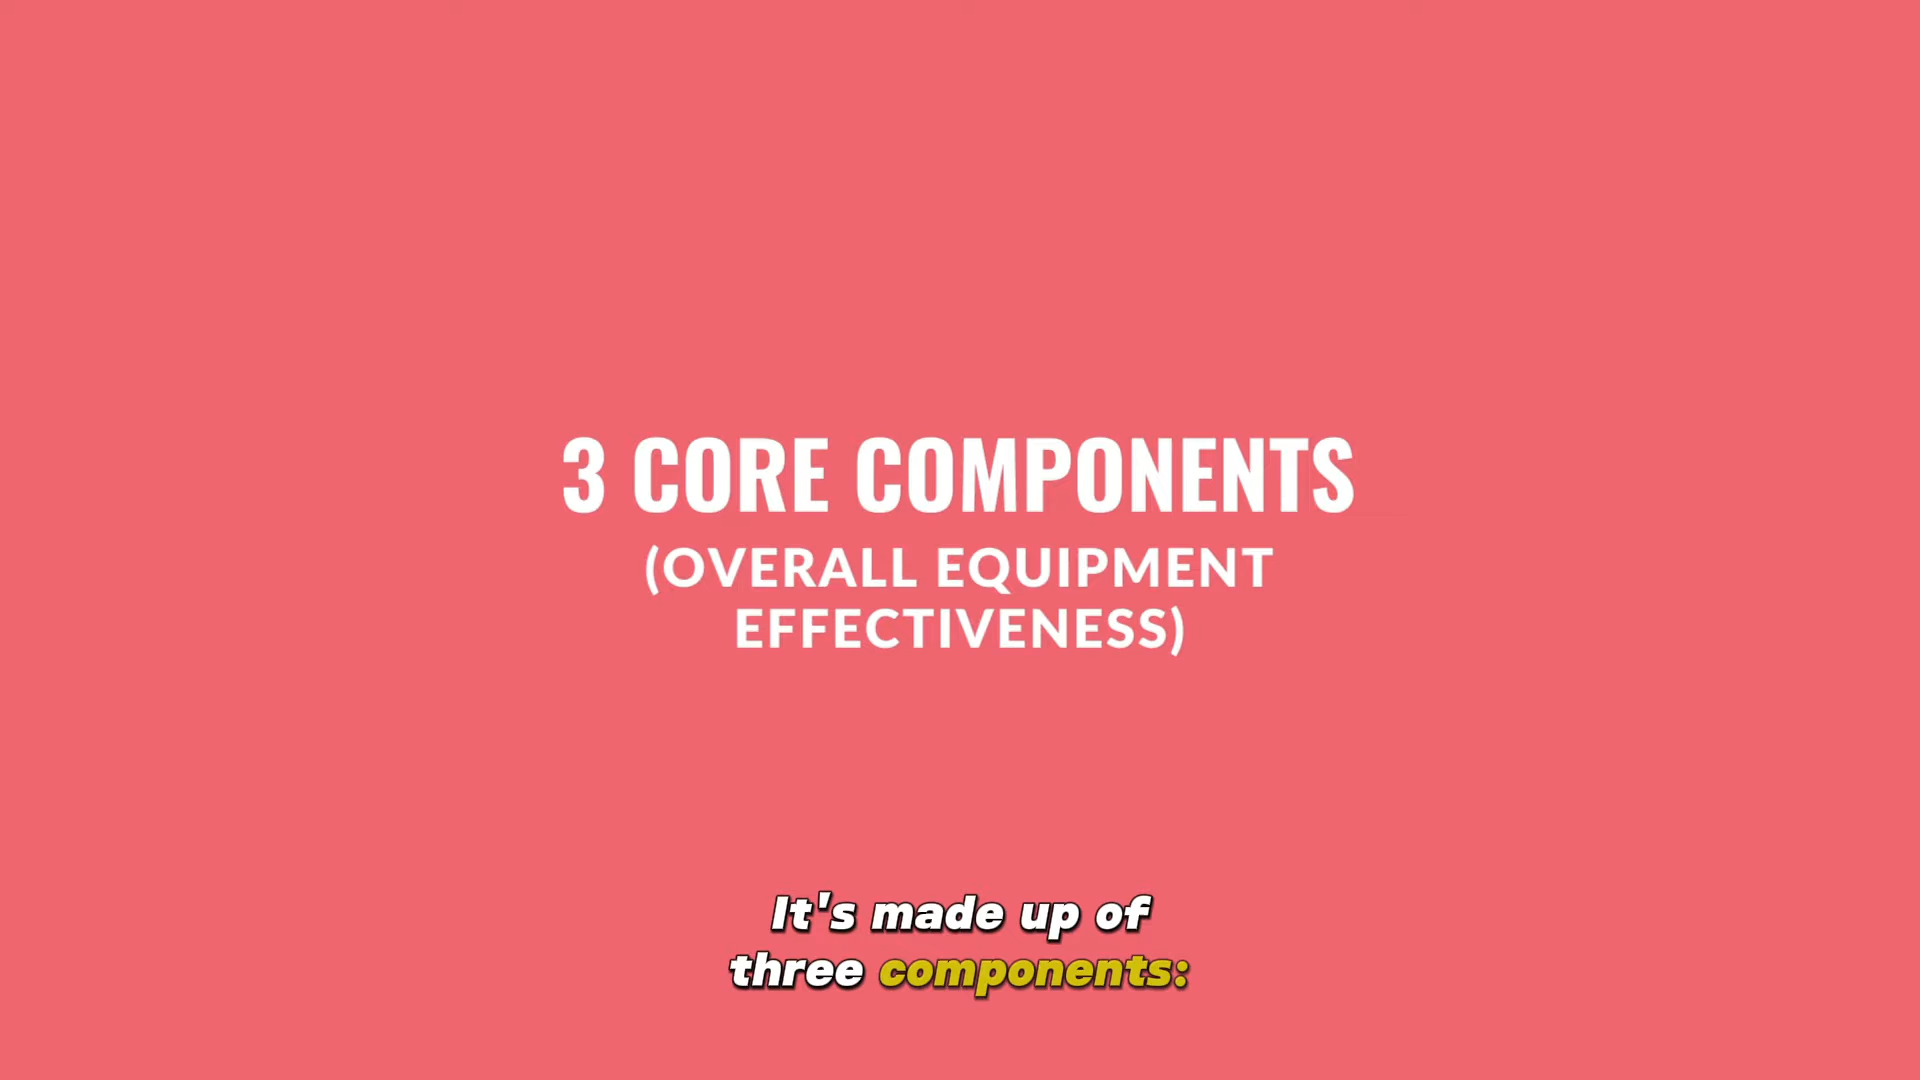 3 CORE COMPONENTS
(OVERALL EQUIPMENT
EFFECTIVENESS)
It's made up of
three components: